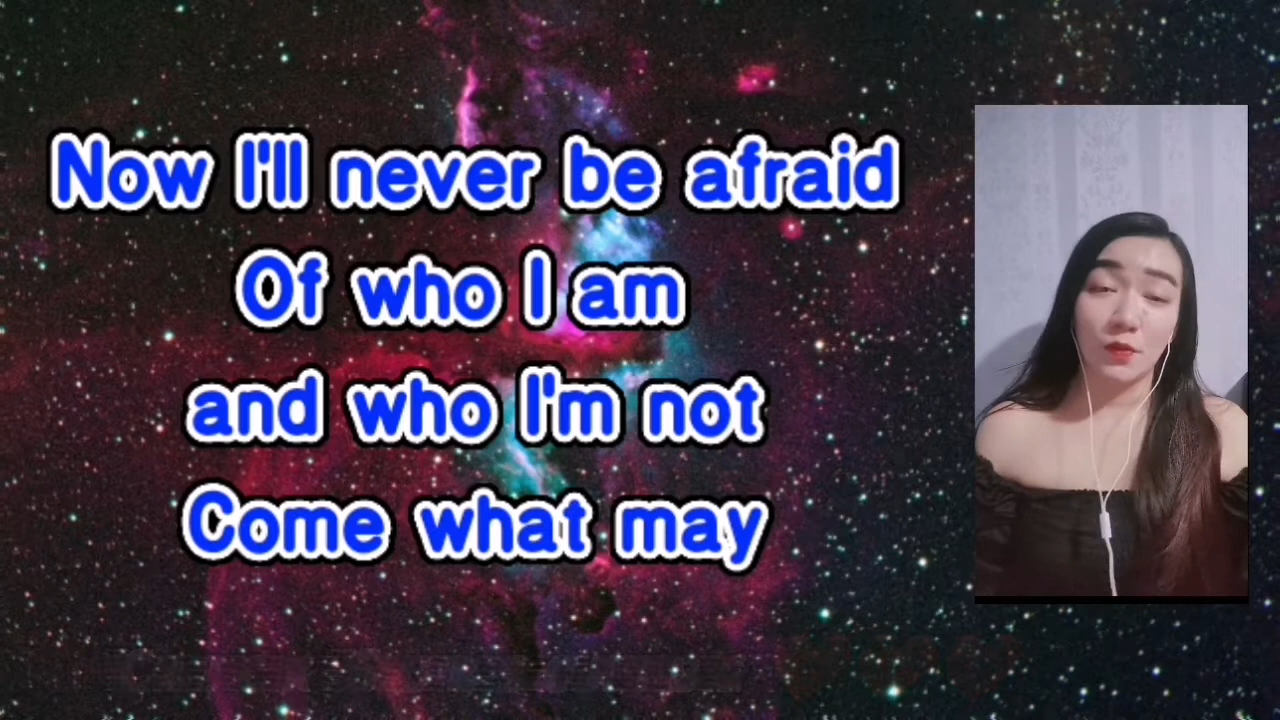 Now I'll never be afraid
Of who I am
and who I'm not
Come what may